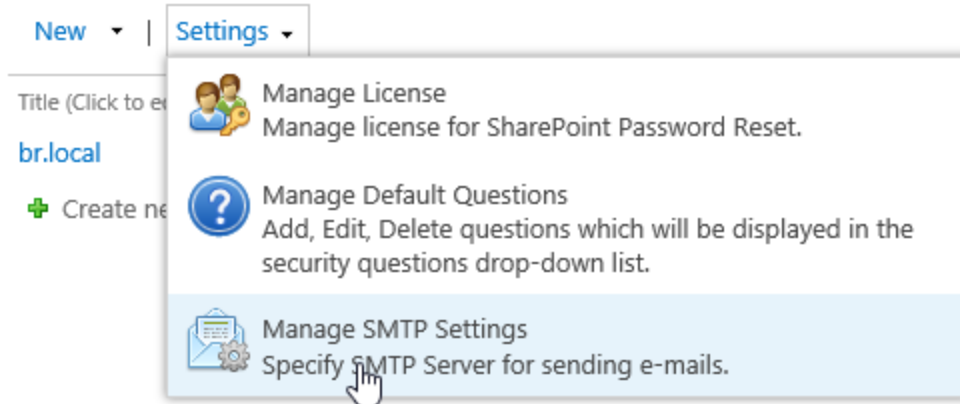 New | Settings
Manage License
Title (Click to e
Manage license for SharePoint Password Reset.
br.local
Manage Default Questions
Create ne
Add, Edit, Delete questions which will be displayed in the
security questions drop-down list.
Manage SMTP Settings
Specify SMTP Server for sending e-mails.